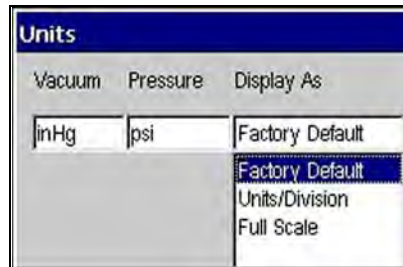 Units
Vacuum Pressure Display As
inHg psi Factory Default
Factory Default
Units/Division
Full Scale